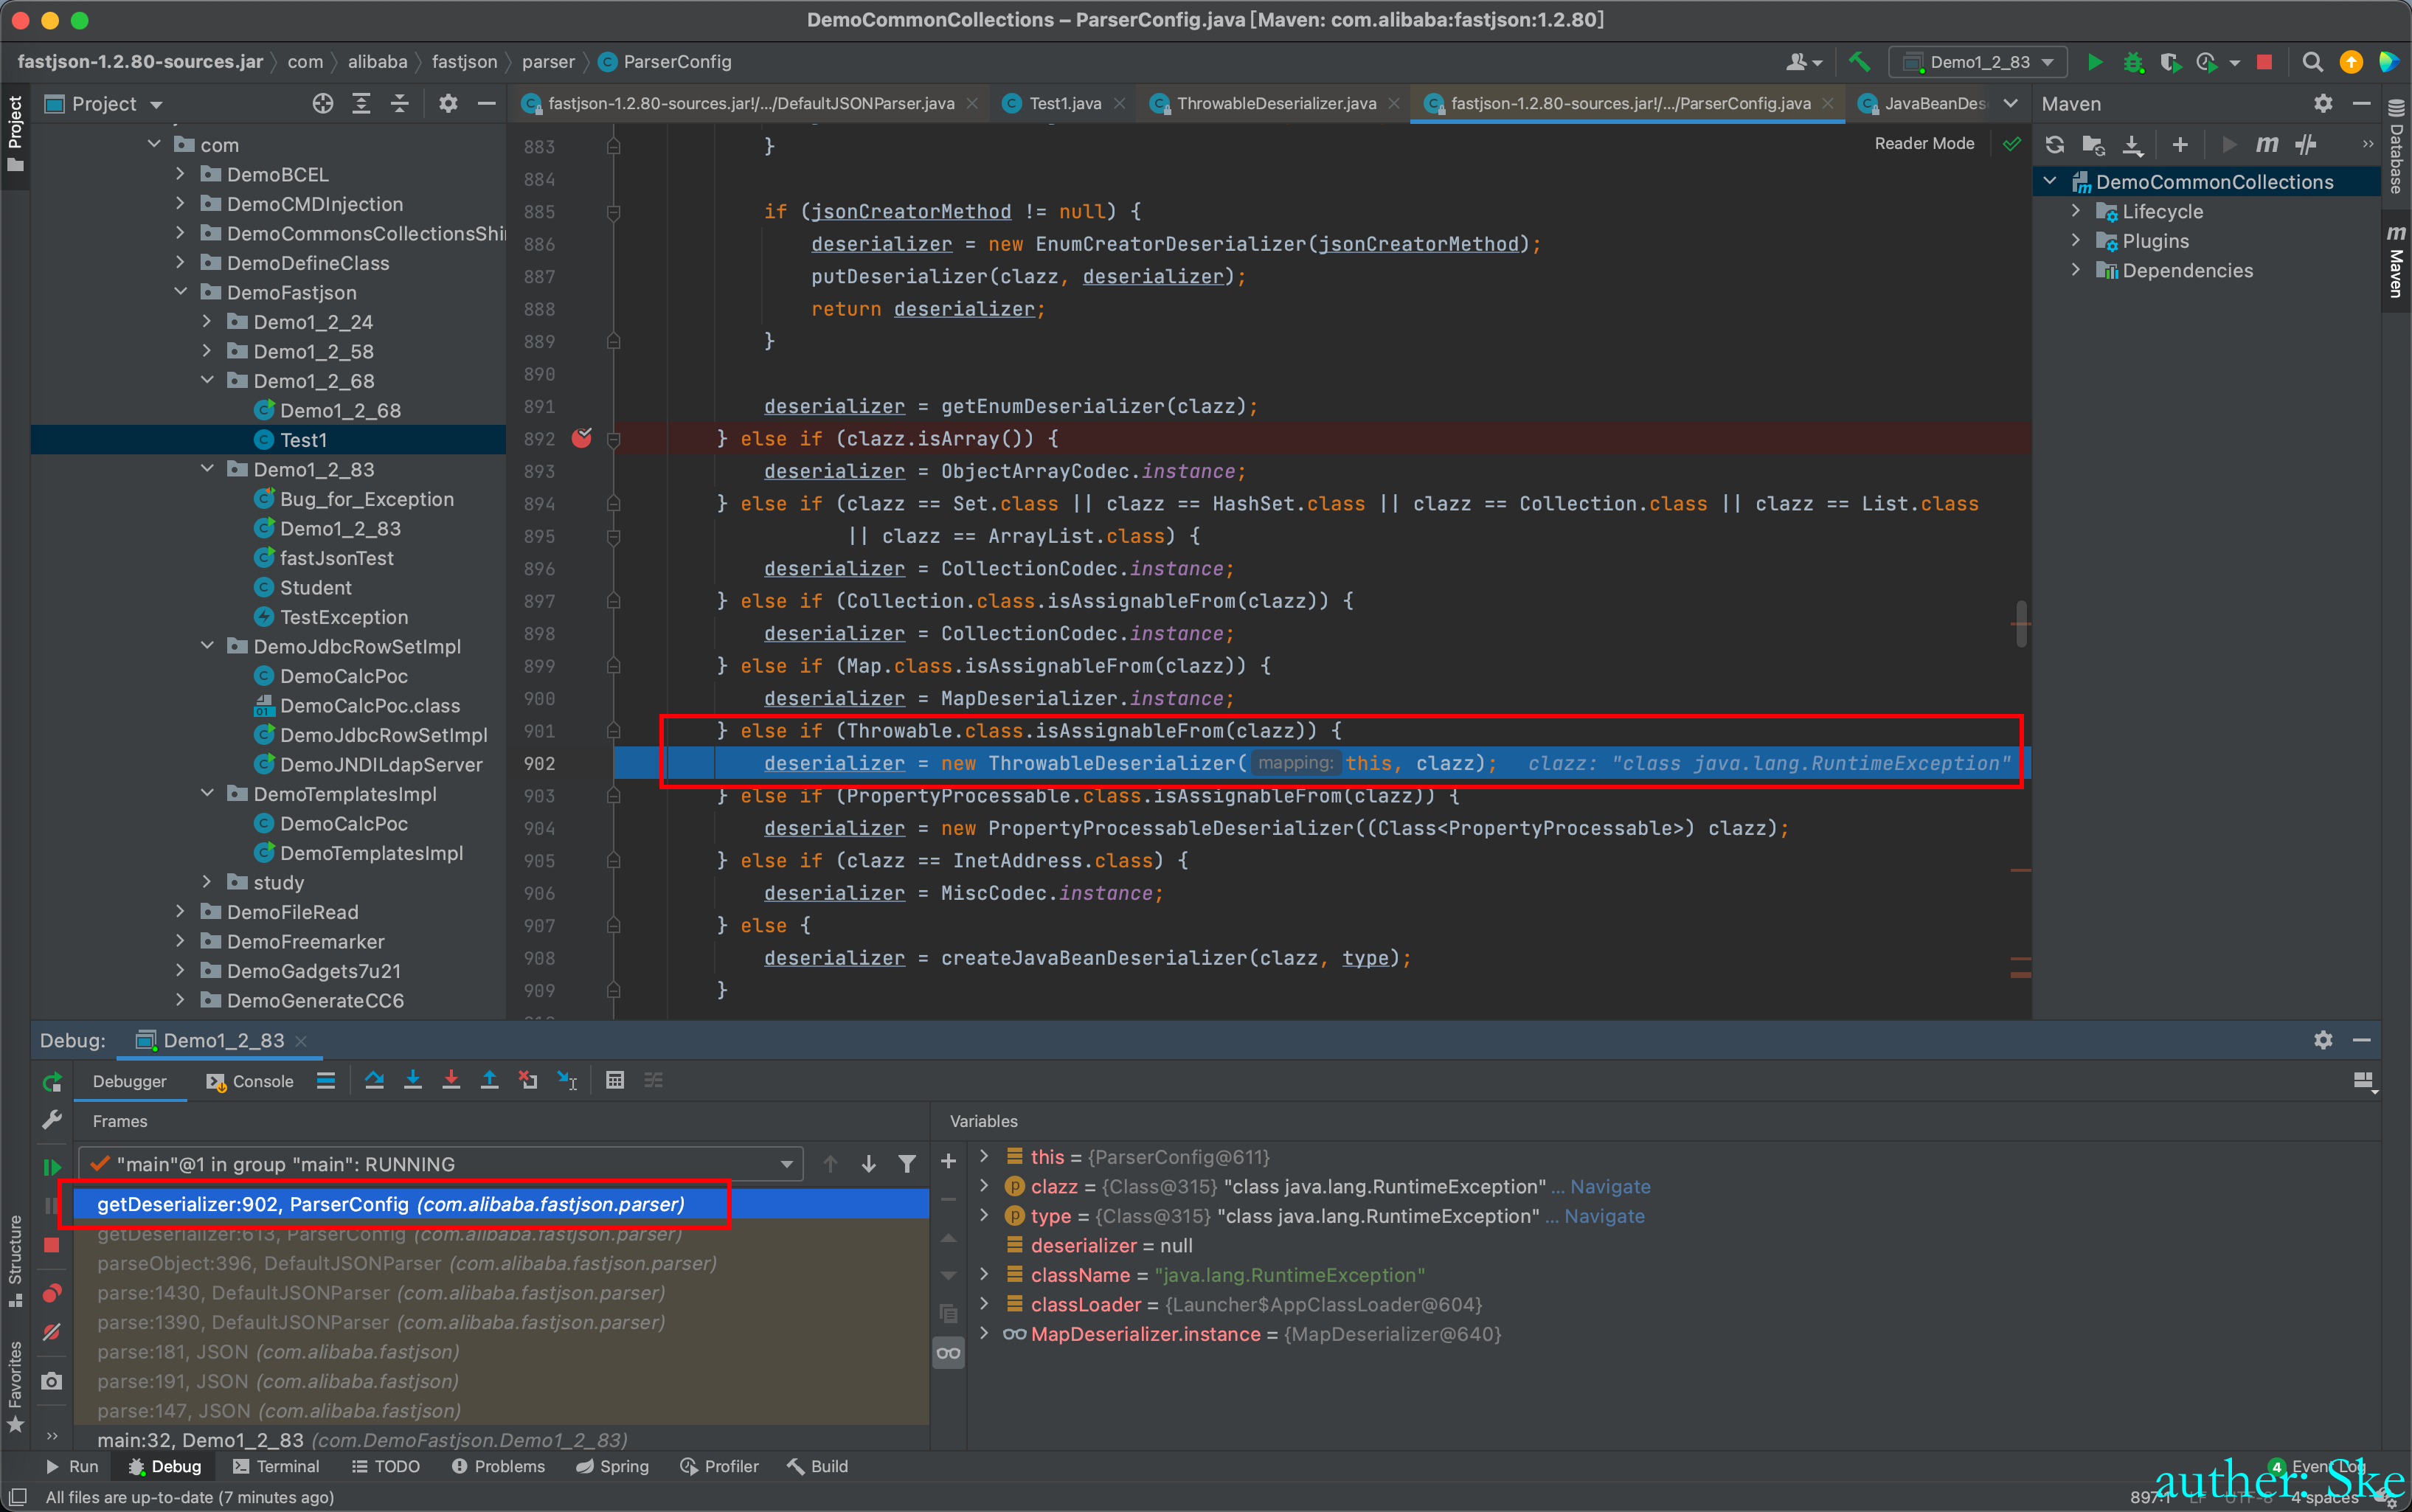 DemoCommonCollections – ParserConfig.java [Maven: com.alibaba:fastjson:1.2.80]
fastjson-1.2.80-sources.jar com alibaba fastjson parser ParserConfig Demo1_2_83
Project fastjson-1.2.80-sources.jar!/.../DefaultJSONParser.java Test1.java ThrowableDeserializer.java fastjson-1.2.80-sources.jar!/.../ParserConfig.java JavaBeanDes Maven
Project
Database
Maven
Structure
Favorites
com
DemoBCEL
DemoCMDInjection
DemoCommonsCollectionsShi
DemoDefineClass
DemoFastjson
Demo1_2_24
Demo1_2_58
Demo1_2_68
Demo1_2_68
Test1
Demo1_2_83
Bug_for_Exception
Demo1_2_83
fastJsonTest
Student
TestException
DemoJdbcRowSetImpl
DemoCalcPoc
DemoCalcPoc.class
DemoJdbcRowSetImpl
DemoJNDILdapServer
DemoTemplatesImpl
DemoCalcPoc
DemoTemplatesImpl
study
DemoFileRead
DemoFreemarker
DemoGadgets7u21
DemoGenerateCC6
Reader Mode
883 }
884
885 if (jsonCreatorMethod != null) {
886 deserializer = new EnumCreatorDeserializer(jsonCreatorMethod);
887 putDeserializer(clazz, deserializer);
888 return deserializer;
889 }
890
891 deserializer = getEnumDeserializer(clazz);
892 } else if (clazz.isArray()) {
893 deserializer = ObjectArrayCodec.instance;
894 } else if (clazz == Set.class || clazz == HashSet.class || clazz == Collection.class || clazz == List.class
895 || clazz == ArrayList.class) {
896 deserializer = CollectionCodec.instance;
897 } else if (Collection.class.isAssignableFrom(clazz)) {
898 deserializer = CollectionCodec.instance;
899 } else if (Map.class.isAssignableFrom(clazz)) {
900 deserializer = MapDeserializer.instance;
901 } else if (Throwable.class.isAssignableFrom(clazz)) {
902 deserializer = new ThrowableDeserializer( mapping: this, clazz); clazz: "class java.lang.RuntimeException"
903 } else if (PropertyProcessable.class.isAssignableFrom(clazz)) {
904 deserializer = new PropertyProcessableDeserializer((Class<PropertyProcessable>) clazz);
905 } else if (clazz == InetAddress.class) {
906 deserializer = MiscCodec.instance;
907 } else {
908 deserializer = createJavaBeanDeserializer(clazz, type);
909 }
DemoCommonCollections
Lifecycle
Plugins
Dependencies
Debug: Demo1_2_83
Debugger Console
Frames
"main"@1 in group "main": RUNNING
getDeserializer:902, ParserConfig (com.alibaba.fastjson.parser)
getDeserializer:613, ParserConfig (com.alibaba.fastjson.parser)
parseObject:396, DefaultJSONParser (com.alibaba.fastjson.parser)
parse:1430, DefaultJSONParser (com.alibaba.fastjson.parser)
parse:1390, DefaultJSONParser (com.alibaba.fastjson.parser)
parse:181, JSON (com.alibaba.fastjson)
parse:191, JSON (com.alibaba.fastjson)
parse:147, JSON (com.alibaba.fastjson)
main:32, Demo1_2_83 (com.DemoFastjson.Demo1_2_83)
Variables
this = {ParserConfig@611}
clazz = {Class@315} "class java.lang.RuntimeException" ... Navigate
type = {Class@315} "class java.lang.RuntimeException" ... Navigate
deserializer = null
className = "java.lang.RuntimeException"
classLoader = {Launcher$AppClassLoader@604}
MapDeserializer.instance = {MapDeserializer@640}
Run Debug Terminal TODO Problems Spring Profiler Build 4 Event Log
All files are up-to-date (7 minutes ago) 897:1 LF UTF-8 4 spaces
auther: Ske